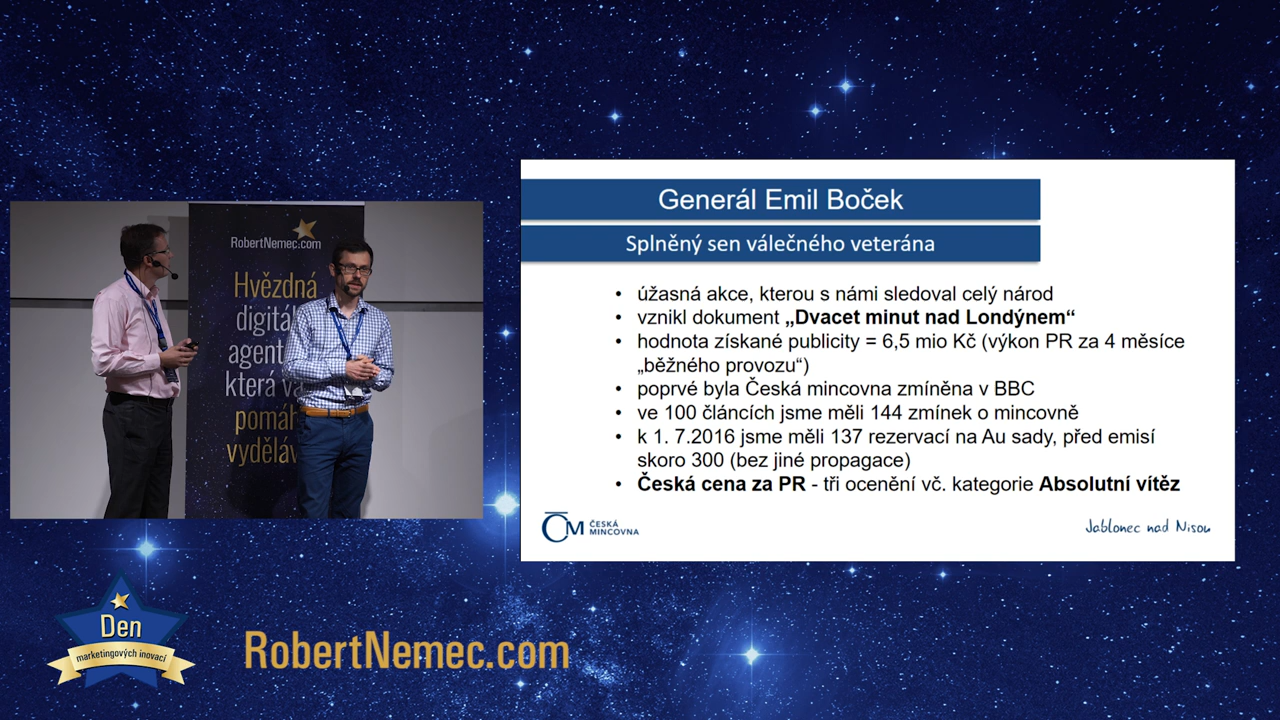 RobertNemec.com
Hvězdná
digitál
agent
která v
pomáh
vyděláv
Generál Emil Boček
Splněný sen válečného veterána
• úžasná akce, kterou s námi sledoval celý národ
• vznikl dokument „Dvacet minut nad Londýnem“
• hodnota získané publicity = 6,5 mio Kč (výkon PR za 4 měsíce
„běžného provozu“)
• poprvé byla Česká mincovna zmíněna v BBC
• ve 100 článcích jsme měli 144 zmínek o mincovně
• k 1. 7.2016 jsme měli 137 rezervací na Au sady, před emisí
skoro 300 (bez jiné propagace)
• Česká cena za PR - tři ocenění vč. kategorie Absolutní vítěz
ČM ČESKÁ
MINCOVNA
Jablonec nad Nisou
Den
marketingových inovací
RobertNemec.com